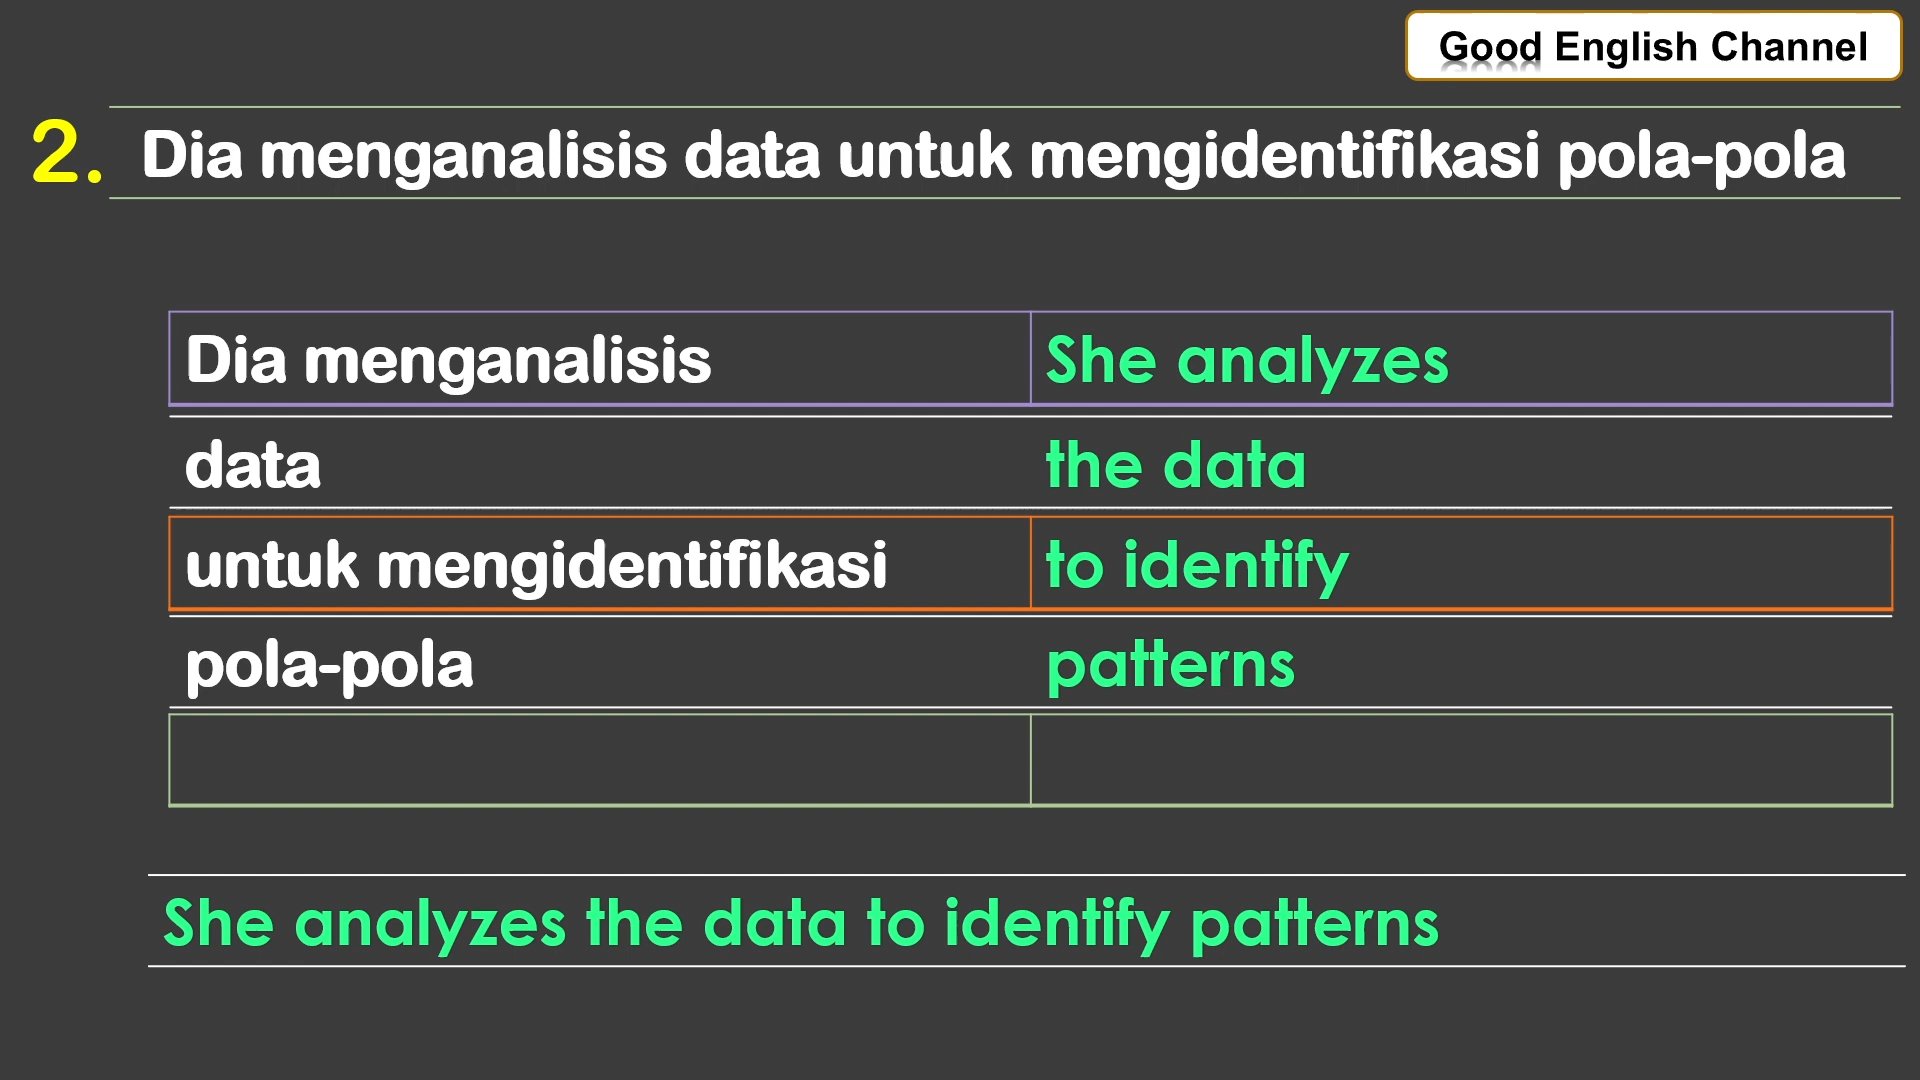 Good English Channel
2. Dia menganalisis data untuk mengidentifikasi pola-pola
Dia menganalisis She analyzes
data the data
untuk mengidentifikasi to identify
pola-pola patterns
She analyzes the data to identify patterns